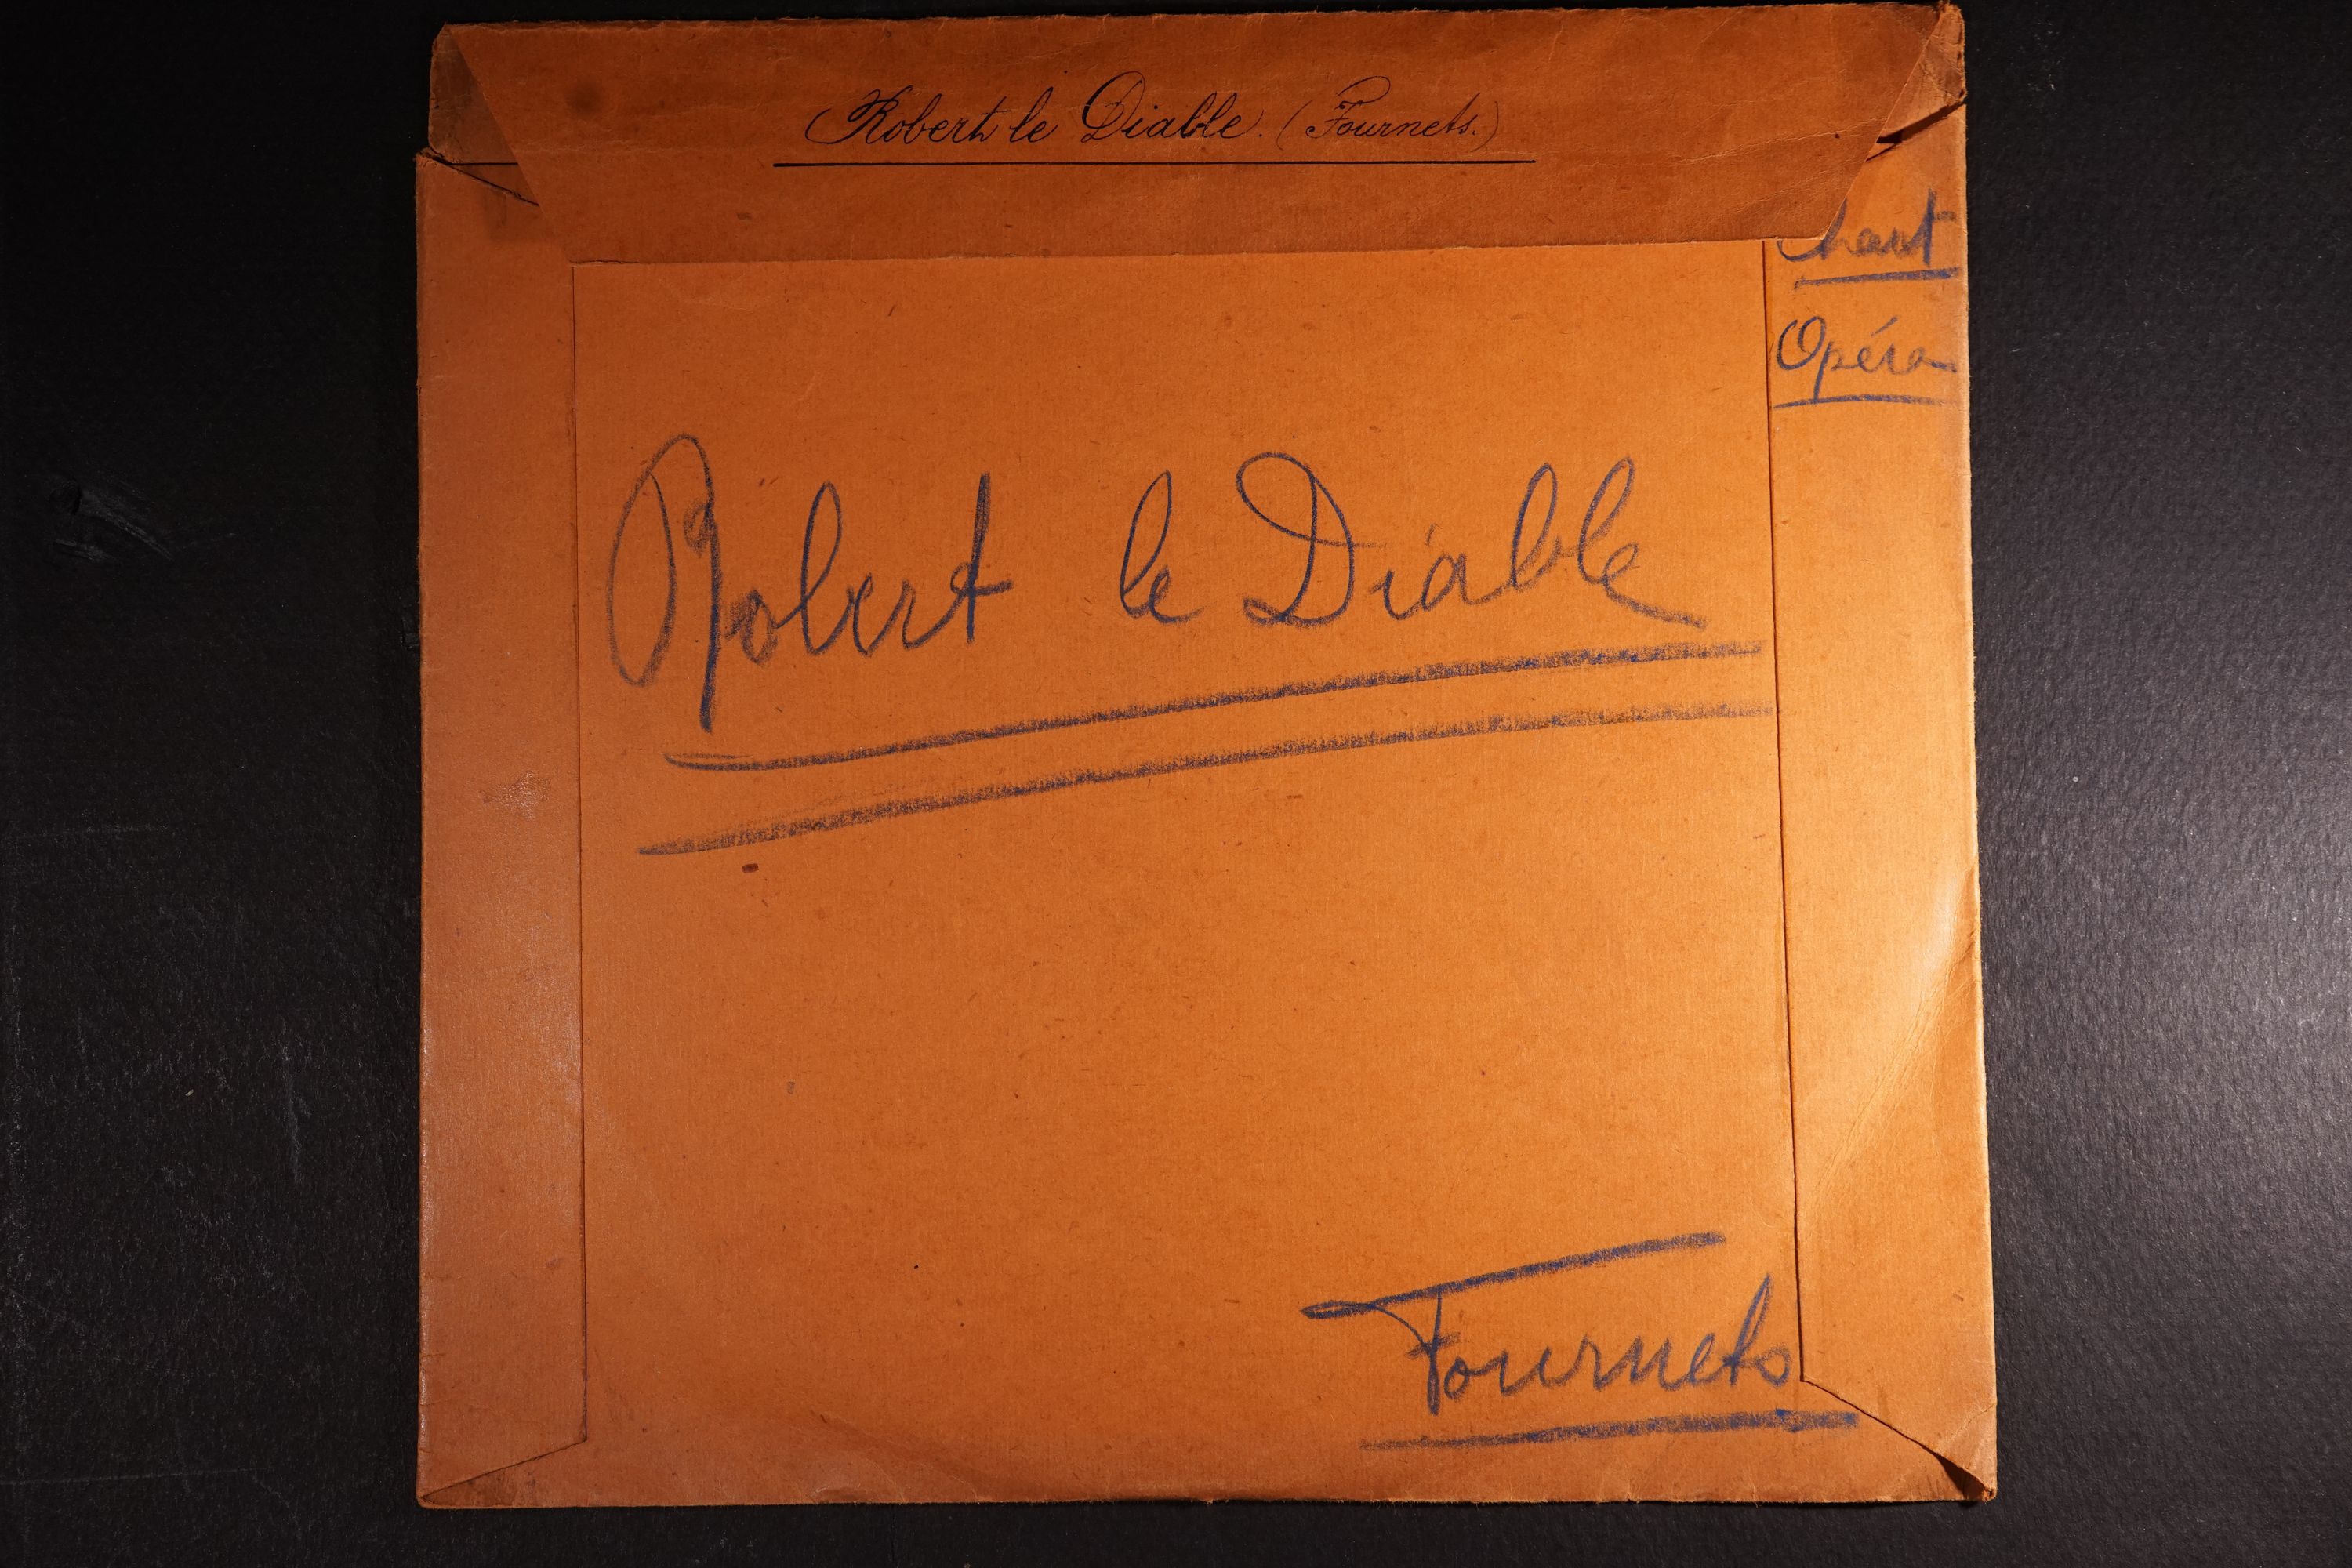 Robert le Diable. (Fournets.)
Chant
Opéra
Robert le Diable
Fournets